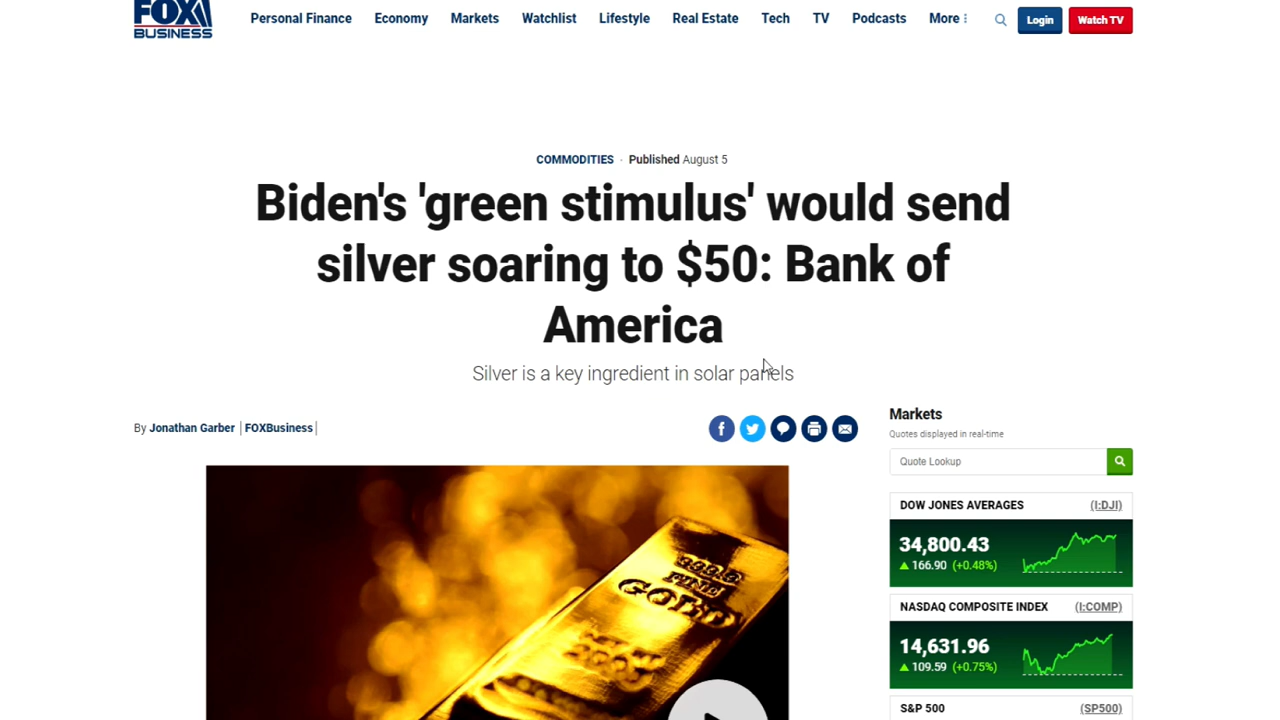 FOX
BUSINESS
Personal Finance Economy Markets Watchlist Lifestyle Real Estate Tech TV Podcasts More Login Watch TV
COMMODITIES · Published August 5
Biden's 'green stimulus' would send
silver soaring to $50: Bank of
America
Silver is a key ingredient in solar panels
By Jonathan Garber | FOXBusiness |
Markets
Quotes displayed in real-time
Quote Lookup
DOW JONES AVERAGES (I:DJI)
34,800.43
166.90 (+0.48%)
NASDAQ COMPOSITE INDEX (I:COMP)
14,631.96
109.59 (+0.75%)
S&P 500 (SP500)
999.9
FINE
GOLD